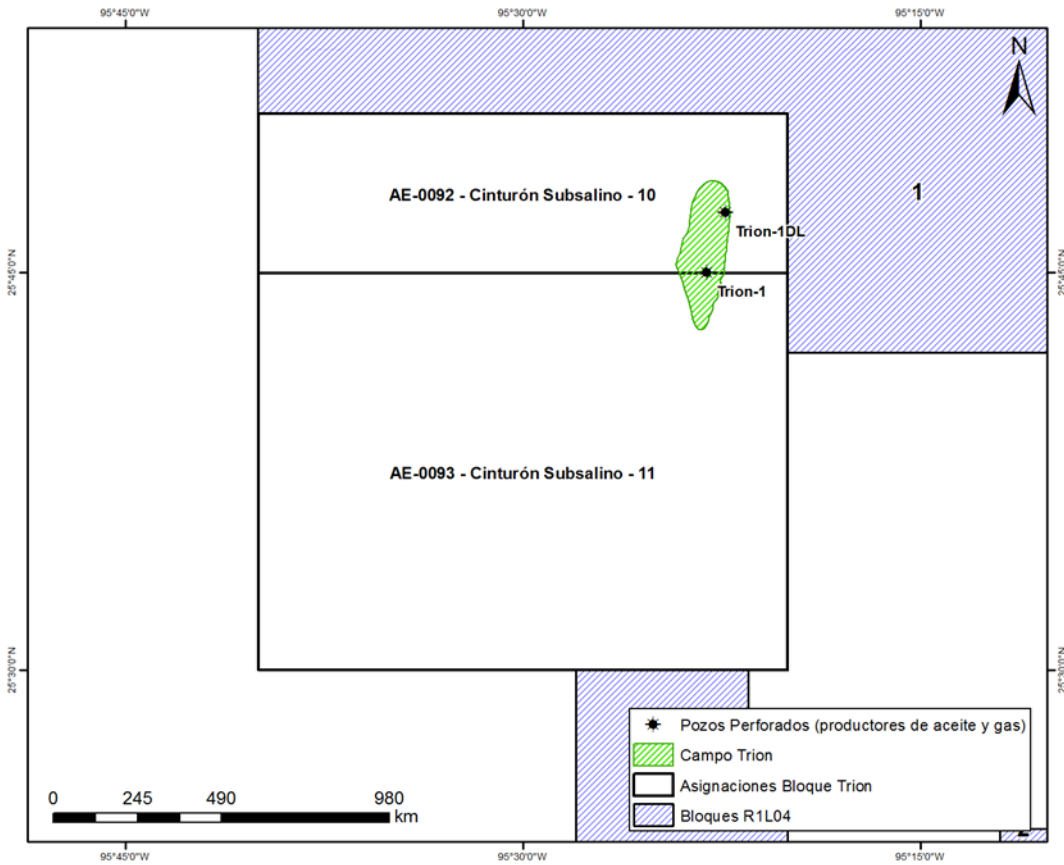 95°45'0"W 95°30'0"W 95°15'0"W
N
AE-0092 - Cinturón Subsalino - 10
1
Trion-1DL
25°45'0"N 25°45'0"N
Trion-1
AE-0093 - Cinturón Subsalino - 11
25°30'0"N 25°30'0"N
Pozos Perforados (productores de aceite y gas)
Campo Trion
Asignaciones Bloque Trion
Bloques R1L04
0 245 490 980
km
95°45'0"W 95°30'0"W 95°15'0"W